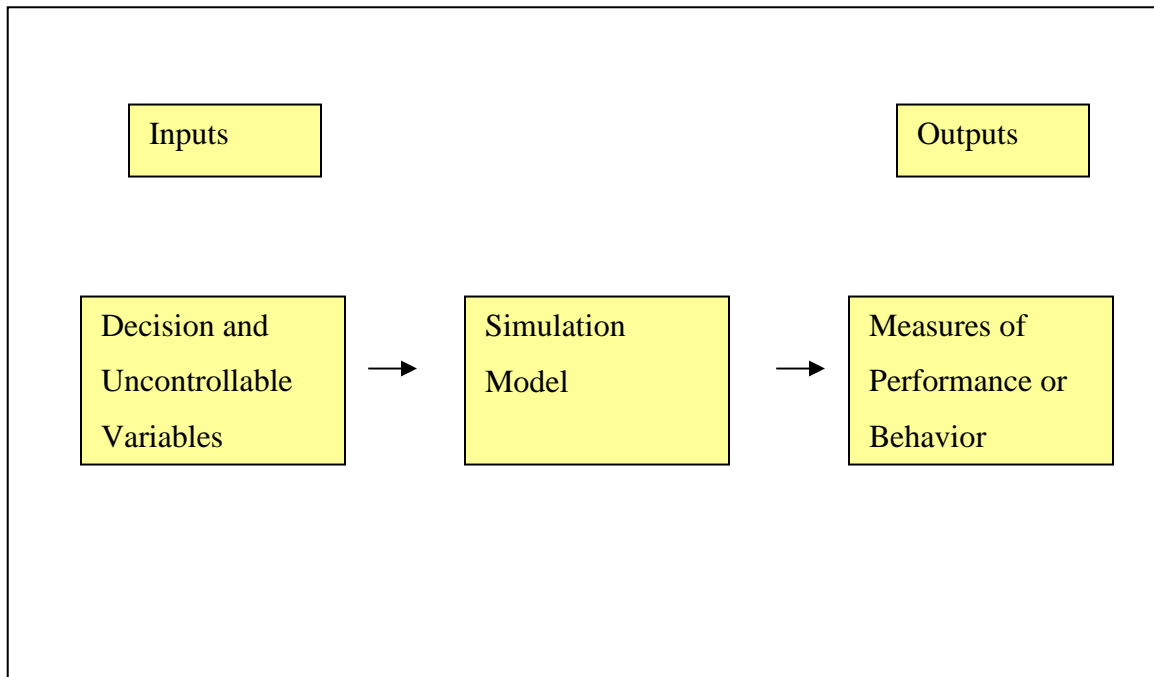 Inputs
Outputs
Decision and
Uncontrollable
Variables
Simulation
Model
Measures of
Performance or
Behavior